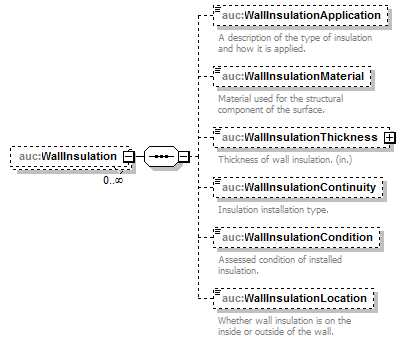 auc:WallInsulationApplication
A description of the type of insulation
and how it is applied.
auc:WallInsulationMaterial
Material used for the structural
component of the surface.
auc:WallInsulationThickness
Thickness of wall insulation. (in.)
auc:WallInsulation
0..∞
auc:WallInsulationContinuity
Insulation installation type.
auc:WallInsulationCondition
Assessed condition of installed
insulation.
auc:WallInsulationLocation
Whether wall insulation is on the
inside or outside of the wall.